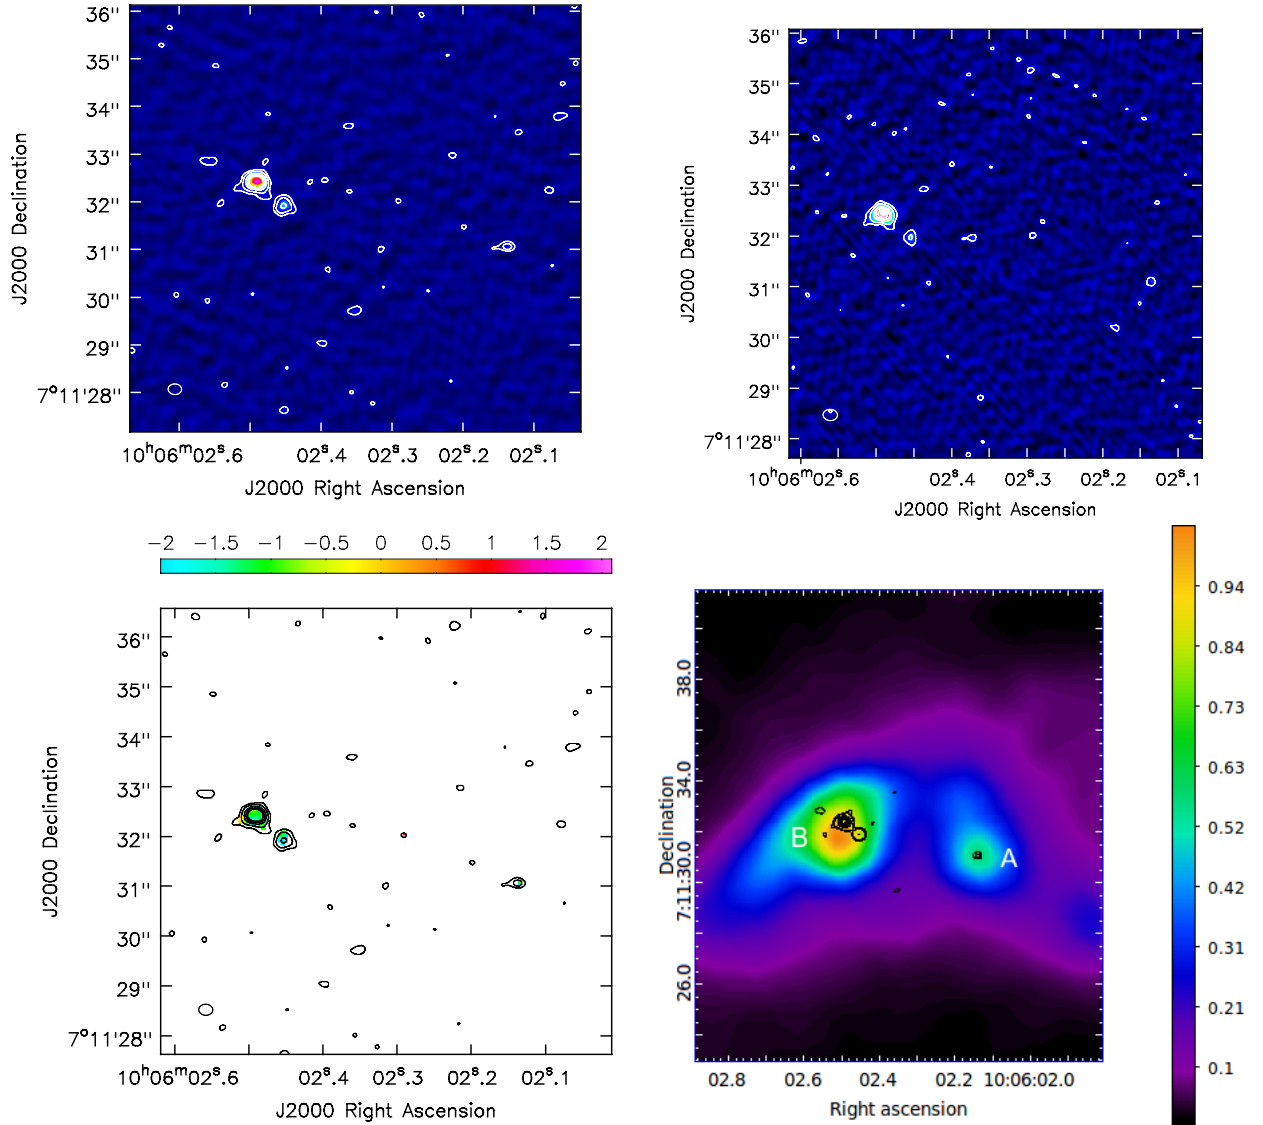 36"
35"
34"
33"
32"
31"
30"
29"
7°11'28"
J2000 Declination
10ʰ06ᵐ02ˢ.6 02ˢ.4 02ˢ.3 02ˢ.2 02ˢ.1
J2000 Right Ascension
36"
35"
34"
33"
32"
31"
30"
29"
7°11'28"
J2000 Declination
10ʰ06ᵐ02ˢ.6 02ˢ.4 02ˢ.3 02ˢ.2 02ˢ.1
J2000 Right Ascension
−2 −1.5 −1 −0.5 0 0.5 1 1.5 2
36"
35"
34"
33"
32"
31"
30"
29"
7°11'28"
J2000 Declination
10ʰ06ᵐ02ˢ.6 02ˢ.4 02ˢ.3 02ˢ.2 02ˢ.1
J2000 Right Ascension
38.0
34.0
7:11:30.0
26.0
Declination
B
A
02.8 02.6 02.4 02.2 10:06:02.0
Right ascension
0.94
0.84
0.73
0.63
0.52
0.42
0.31
0.21
0.1